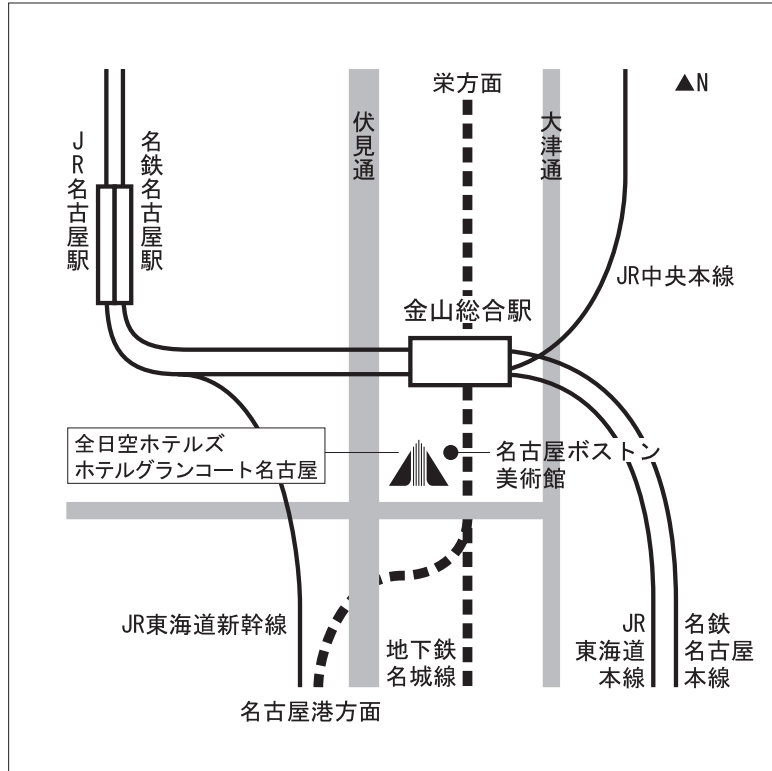 栄方面
▲N
伏見通
大津通
JR名古屋駅
名鉄名古屋駅
JR中央本線
金山総合駅
全日空ホテルズ
ホテルグランコート名古屋
名古屋ボストン
美術館
JR東海道新幹線
地下鉄
名城線
JR
東海道
本線
名鉄
名古屋
本線
名古屋港方面